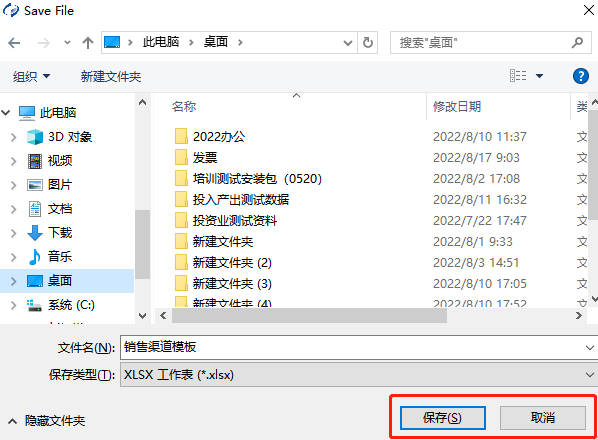 Save File
此电脑 桌面
搜索"桌面"
组织 新建文件夹
名称 修改日期 类
此电脑
3D 对象
视频
图片
文档
下载
音乐
桌面
系统 (C:)
2022办公 2022/8/10 11:37 文
发票 2022/8/17 9:03 文
培训测试安装包（0520） 2022/8/2 17:08 文
投入产出测试数据 2022/8/11 16:32 文
投资业测试资料 2022/7/22 17:47 文
新建文件夹 2022/8/1 9:33 文
新建文件夹 (2) 2022/8/3 14:51 文
新建文件夹 (3) 2022/8/10 17:05 文
新建文件夹 (4) 2022/8/10 17:52 文
文件名(N): 销售渠道模板
保存类型(T): XLSX 工作表 (*.xlsx)
隐藏文件夹
保存(S) 取消